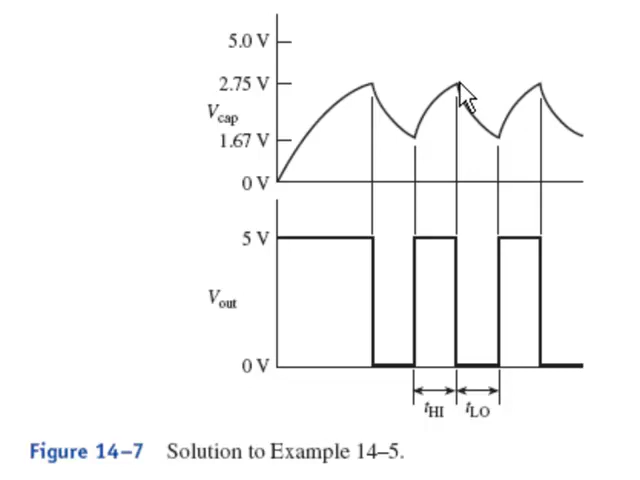 5.0 V
2.75 V
Vcap
1.67 V
0 V
5 V
Vout
0 V
tHI tLO
Figure 14–7 Solution to Example 14–5.